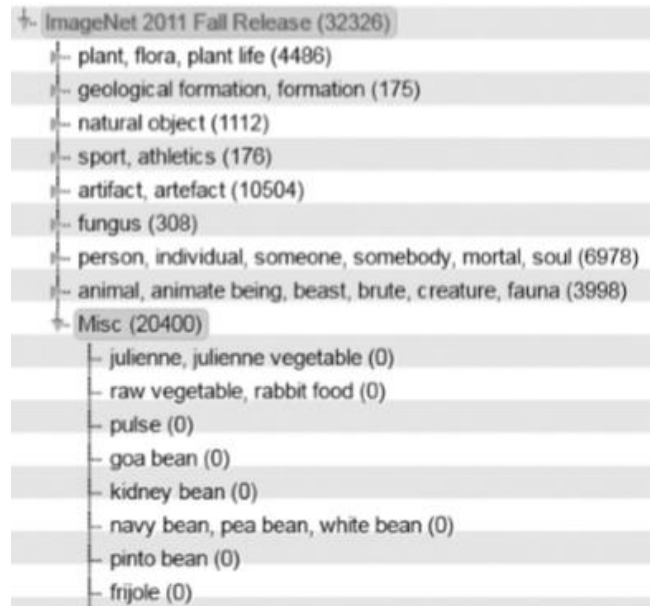 ImageNet 2011 Fall Release (32326)
plant, flora, plant life (4486)
geological formation, formation (175)
natural object (1112)
sport, athletics (176)
artifact, artefact (10504)
fungus (308)
person, individual, someone, somebody, mortal, soul (6978)
animal, animate being, beast, brute, creature, fauna (3998)
Misc (20400)
julienne, julienne vegetable (0)
raw vegetable, rabbit food (0)
pulse (0)
goa bean (0)
kidney bean (0)
navy bean, pea bean, white bean (0)
pinto bean (0)
frijole (0)